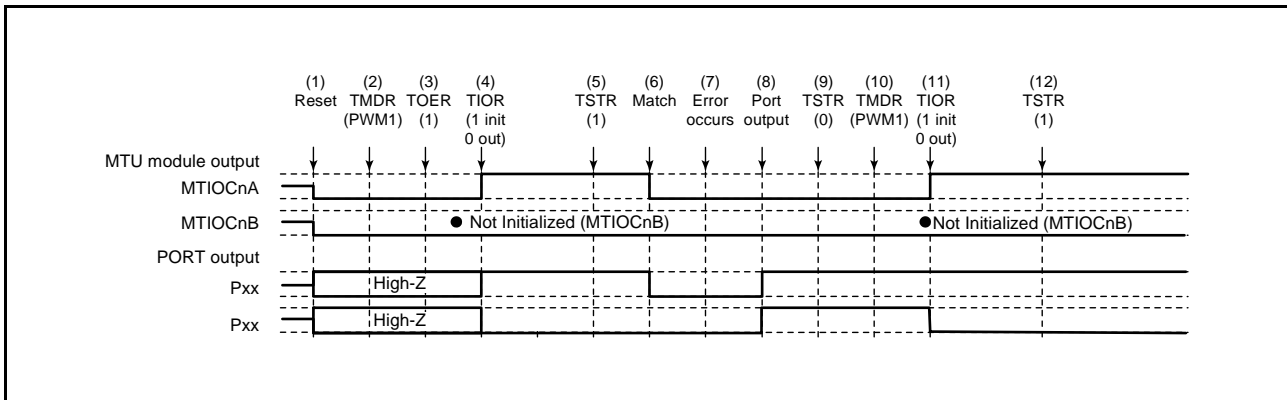 (1) (2) (3) (4) (5) (6) (7) (8) (9) (10) (11) (12)
Reset TMDR TOER TIOR TSTR Match Error Port TSTR TMDR TIOR TSTR
(PWM1) (1) (1 init (1) occurs output (0) (PWM1) (1 init (1)
0 out) 0 out)
MTU module output
MTIOCnA
MTIOCnB ● Not Initialized (MTIOCnB) ● Not Initialized (MTIOCnB)
PORT output
Pxx High-Z
Pxx High-Z